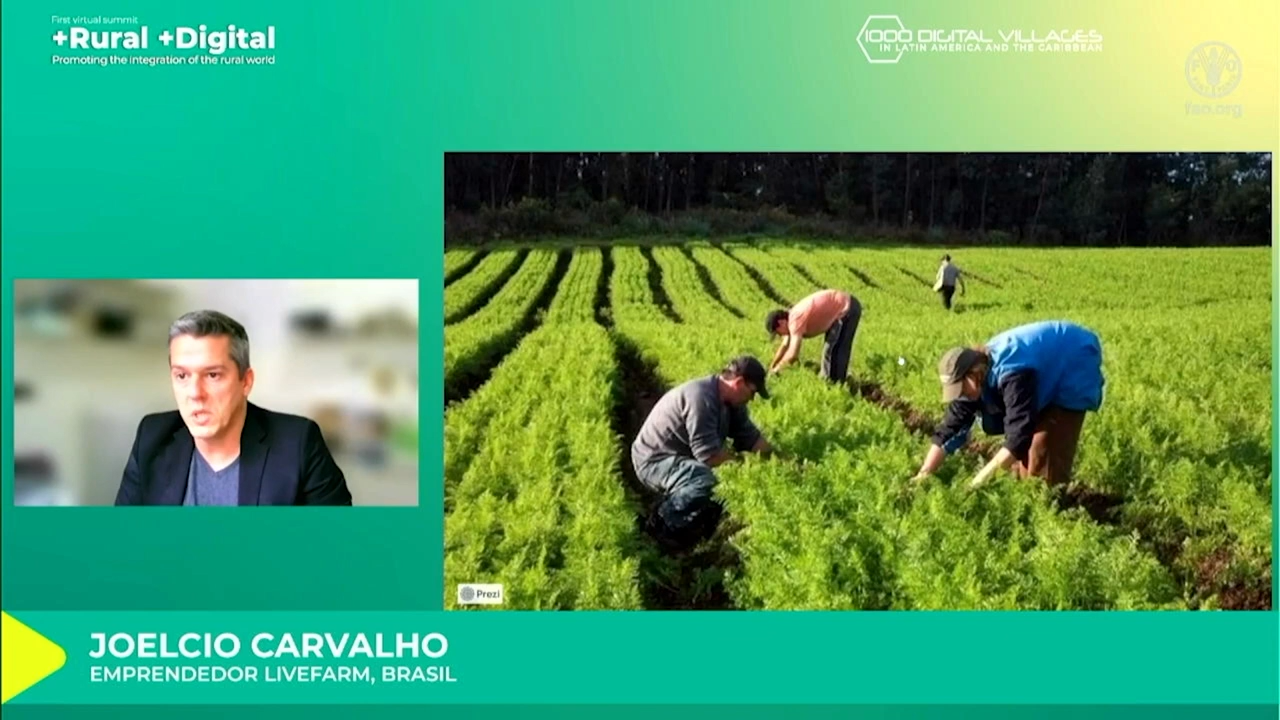 First virtual summit
+Rural +Digital
Promoting the integration of the rural world
1000 DIGITAL VILLAGES
IN LATIN AMERICA AND THE CARIBBEAN
FAO
fao.org
Prezi
JOELCIO CARVALHO
EMPRENDEDOR LIVEFARM, BRASIL